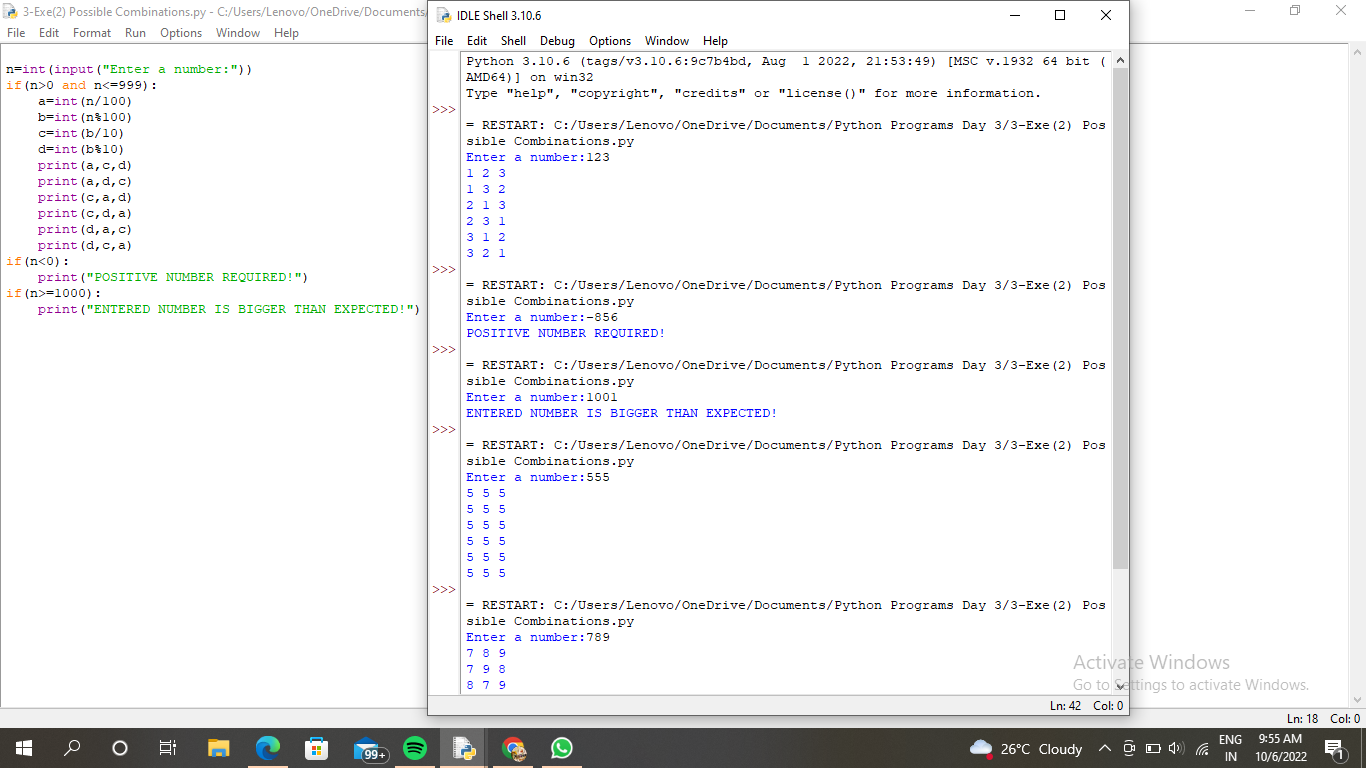 3-Exe(2) Possible Combinations.py - C:/Users/Lenovo/OneDrive/Documents/
File Edit Format Run Options Window Help
n=int(input("Enter a number:"))
if(n>0 and n<=999):
    a=int(n/100)
    b=int(n%100)
    c=int(b/10)
    d=int(b%10)
    print(a,c,d)
    print(a,d,c)
    print(c,a,d)
    print(c,d,a)
    print(d,a,c)
    print(d,c,a)
if(n<0):
    print("POSITIVE NUMBER REQUIRED!")
if(n>=1000):
    print("ENTERED NUMBER IS BIGGER THAN EXPECTED!")
IDLE Shell 3.10.6
File Edit Shell Debug Options Window Help
Python 3.10.6 (tags/v3.10.6:9c7b4bd, Aug  1 2022, 21:53:49) [MSC v.1932 64 bit (
AMD64)] on win32
Type "help", "copyright", "credits" or "license()" for more information.
>>>
= RESTART: C:/Users/Lenovo/OneDrive/Documents/Python Programs Day 3/3-Exe(2) Pos
sible Combinations.py
Enter a number:123
1 2 3
1 3 2
2 1 3
2 3 1
3 1 2
3 2 1
>>>
= RESTART: C:/Users/Lenovo/OneDrive/Documents/Python Programs Day 3/3-Exe(2) Pos
sible Combinations.py
Enter a number:-856
POSITIVE NUMBER REQUIRED!
>>>
= RESTART: C:/Users/Lenovo/OneDrive/Documents/Python Programs Day 3/3-Exe(2) Pos
sible Combinations.py
Enter a number:1001
ENTERED NUMBER IS BIGGER THAN EXPECTED!
>>>
= RESTART: C:/Users/Lenovo/OneDrive/Documents/Python Programs Day 3/3-Exe(2) Pos
sible Combinations.py
Enter a number:555
5 5 5
5 5 5
5 5 5
5 5 5
5 5 5
5 5 5
>>>
= RESTART: C:/Users/Lenovo/OneDrive/Documents/Python Programs Day 3/3-Exe(2) Pos
sible Combinations.py
Enter a number:789
7 8 9
7 9 8
8 7 9
Ln: 42 Col: 0
Activate Windows
Go to Settings to activate Windows.
Ln: 18 Col: 0
99+
26°C Cloudy
ENG
IN
9:55 AM
10/6/2022
1